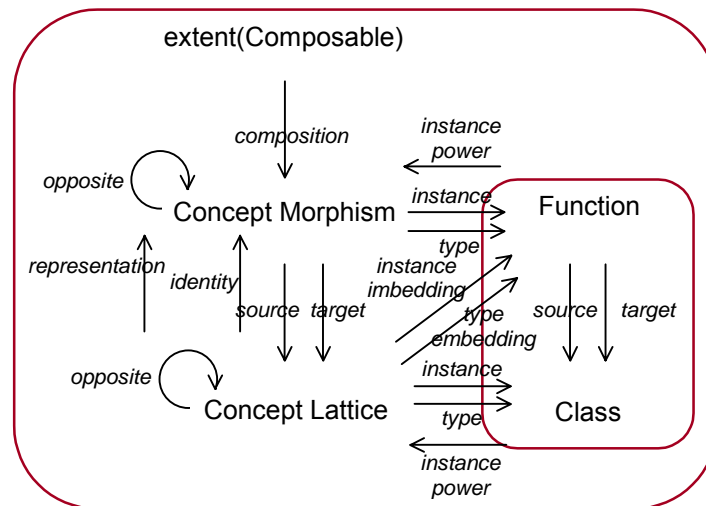 extent(Composable)
composition
instance
power
opposite
Concept Morphism
instance
Function
type
representation
identity
instance
imbedding
source
target
type
embedding
source
target
opposite
instance
Concept Lattice
type
Class
instance
power